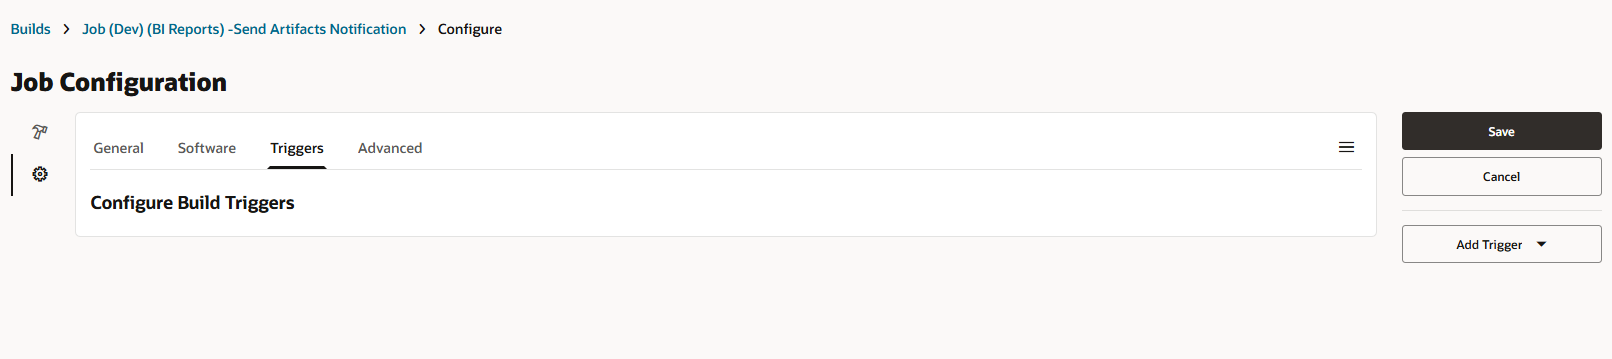 Builds > Job (Dev) (BI Reports) -Send Artifacts Notification > Configure
Job Configuration
General Software Triggers Advanced
Configure Build Triggers
Save
Cancel
Add Trigger